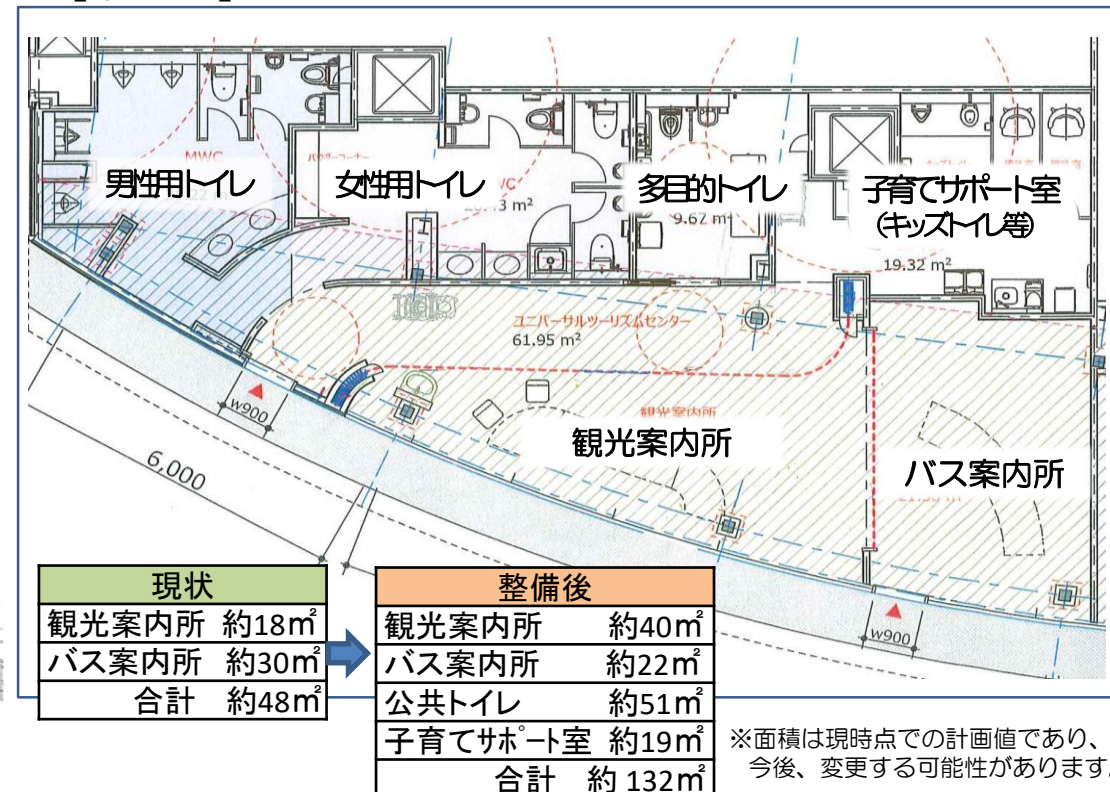 MWC
男性用トイレ
パウダーコーナー
女性用トイレ
多目的トイレ
9.62 m²
子育てサポート室
(キッズトイレ等)
19.32 m²
ユニバーサルツーリズムセンター
61.95 m²
観光案内所
観光案内所
バス案内所
w900
6,000
w900
現状
観光案内所 約18㎡
バス案内所 約30㎡
合計 約48㎡
整備後
観光案内所 約40㎡
バス案内所 約22㎡
公共トイレ 約51㎡
子育てサポート室 約19㎡
合計 約 132㎡
※面積は現時点での計画値であり、
今後、変更する可能性があります。